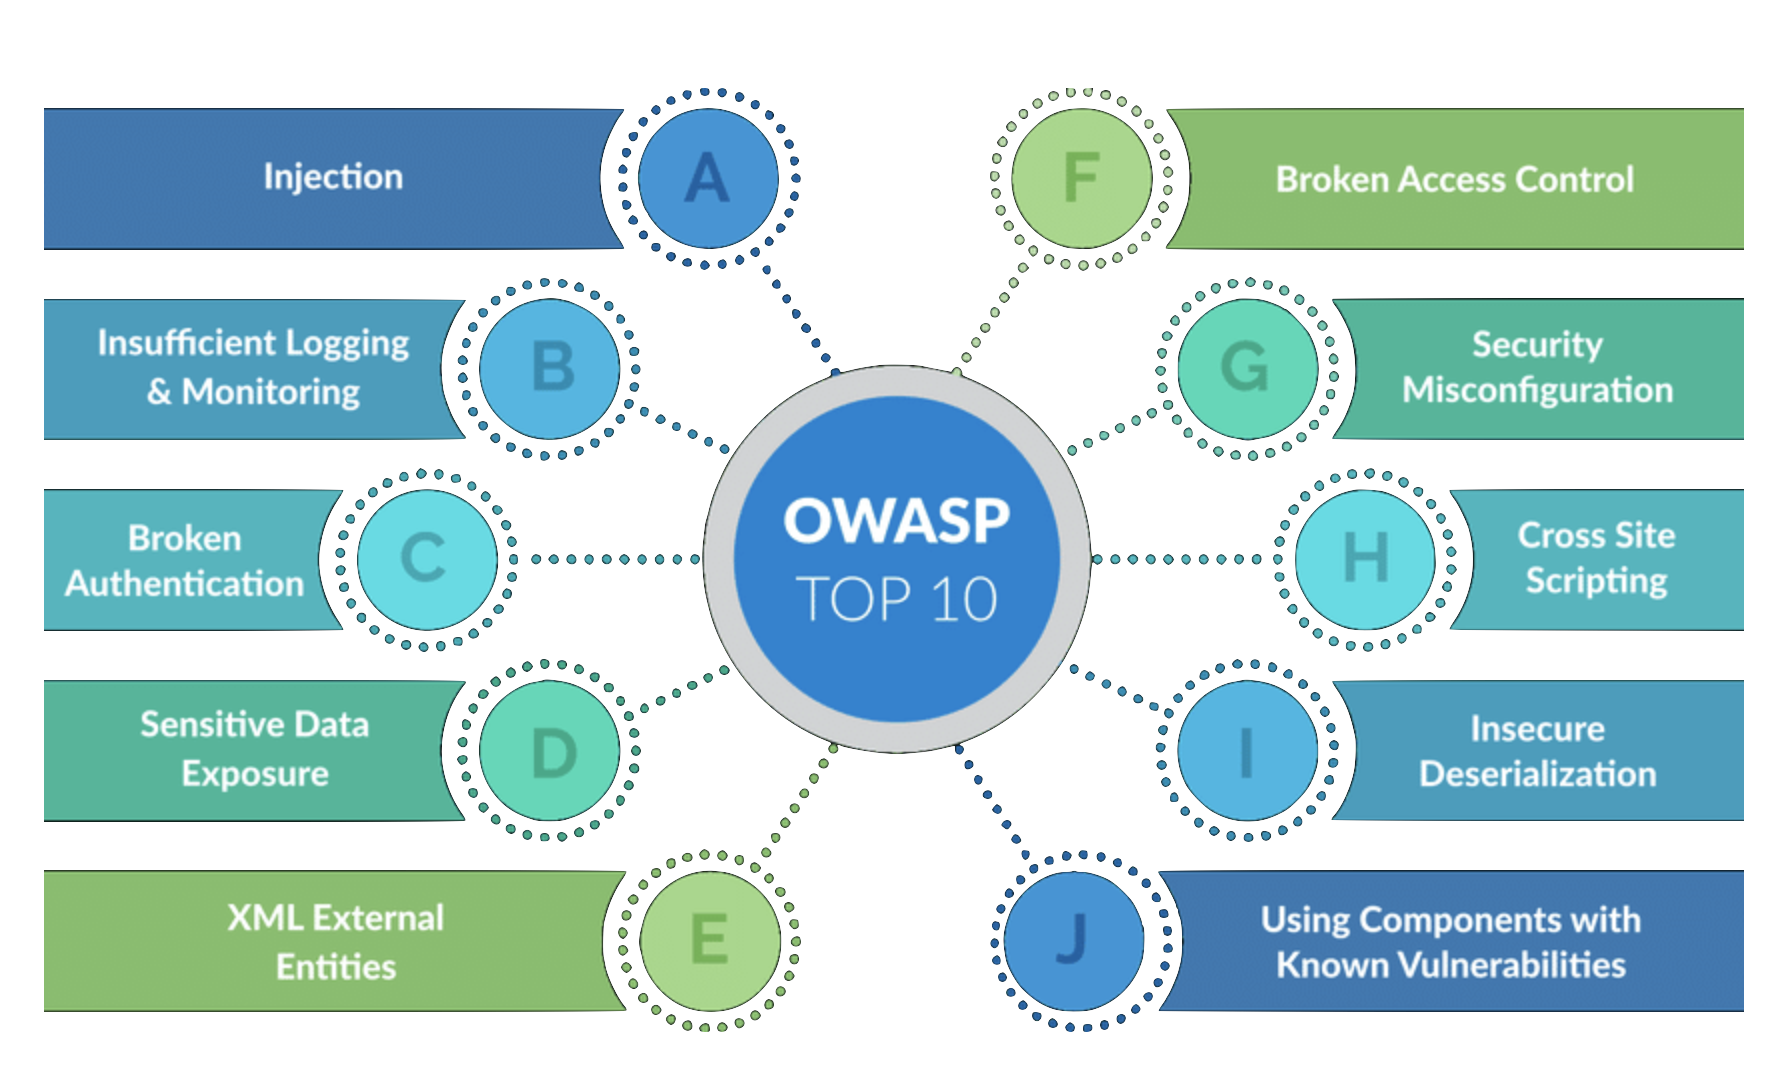 Injection
A
Insufficient Logging
& Monitoring
B
Broken
Authentication
C
Sensitive Data
Exposure
D
XML External
Entities
E
OWASP
TOP 10
F
Broken Access Control
G
Security
Misconfiguration
H
Cross Site
Scripting
I
Insecure
Deserialization
J
Using Components with
Known Vulnerabilities